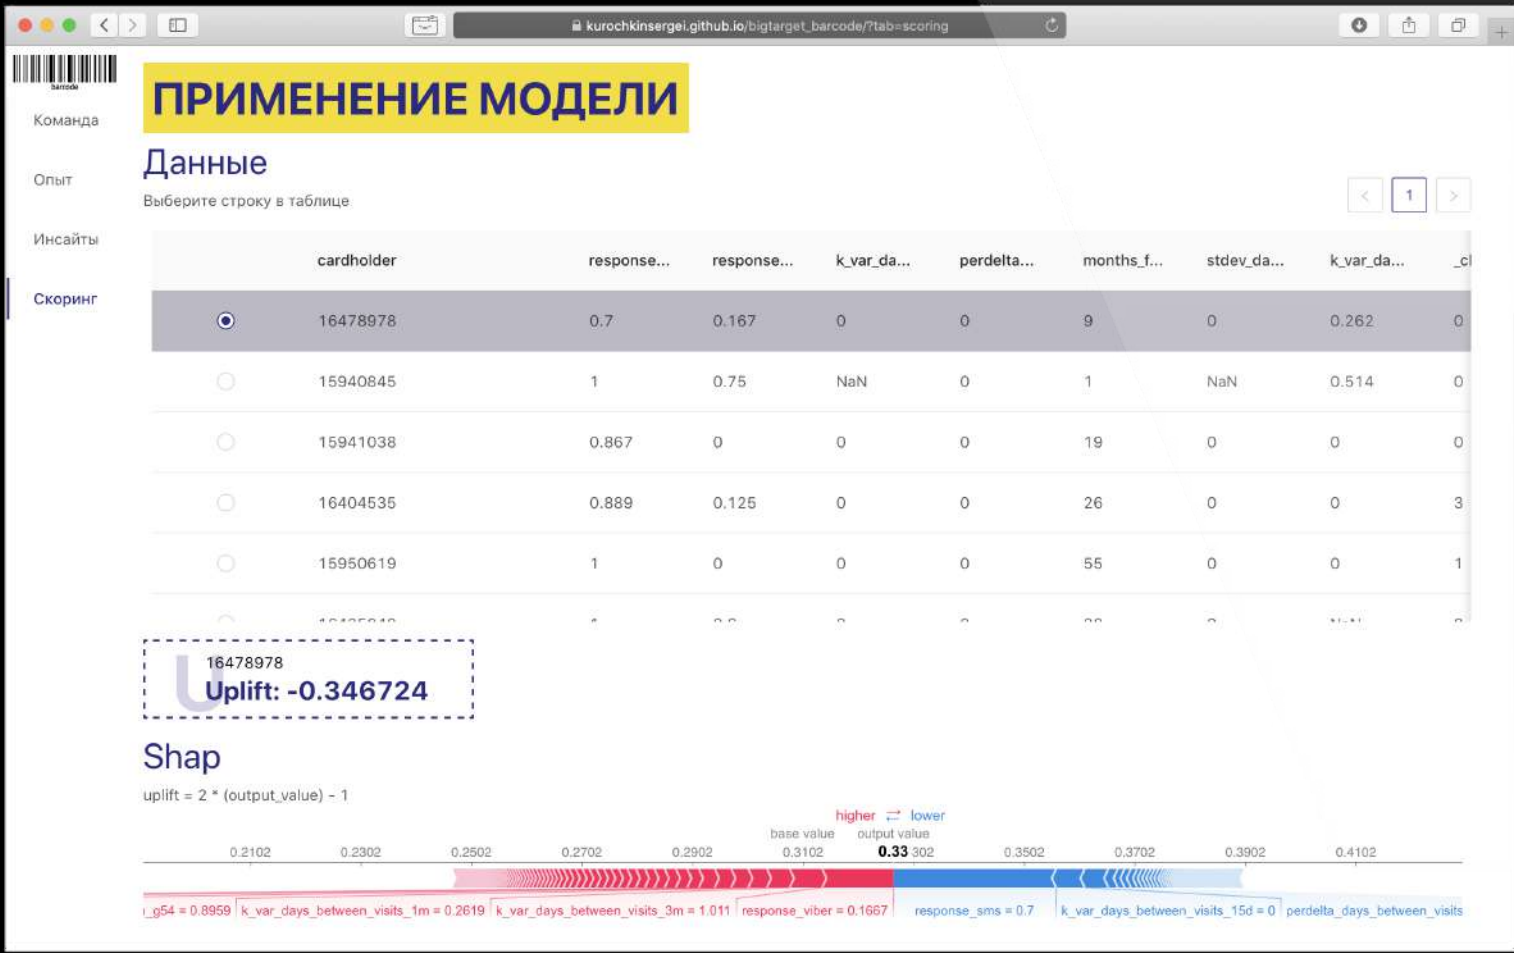 kurochkinsergei.github.io/bigtarget_barcode/?tab=scoring
barcode
Команда
Опыт
Инсайты
Скоринг
ПРИМЕНЕНИЕ МОДЕЛИ
Данные
Выберите строку в таблице
< 1 >
cardholder response... response... k_var_da... perdelta... months_f... stdev_da... k_var_da... _cl
16478978 0.7 0.167 0 0 9 0 0.262 0
15940845 1 0.75 NaN 0 1 NaN 0.514 0
15941038 0.867 0 0 0 19 0 0 0
16404535 0.889 0.125 0 0 26 0 0 3
15950619 1 0 0 0 55 0 0 1
U
16478978
Uplift: -0.346724
Shap
uplift = 2 * (output_value) - 1
higher ⇄ lower
base value output value
0.2102 0.2302 0.2502 0.2702 0.2902 0.3102 0.33 302 0.3502 0.3702 0.3902 0.4102
_g54 = 0.8959 k_var_days_between_visits_1m = 0.2619 k_var_days_between_visits_3m = 1.011 response_viber = 0.1667 response_sms = 0.7 k_var_days_between_visits_15d = 0 perdelta_days_between_visits